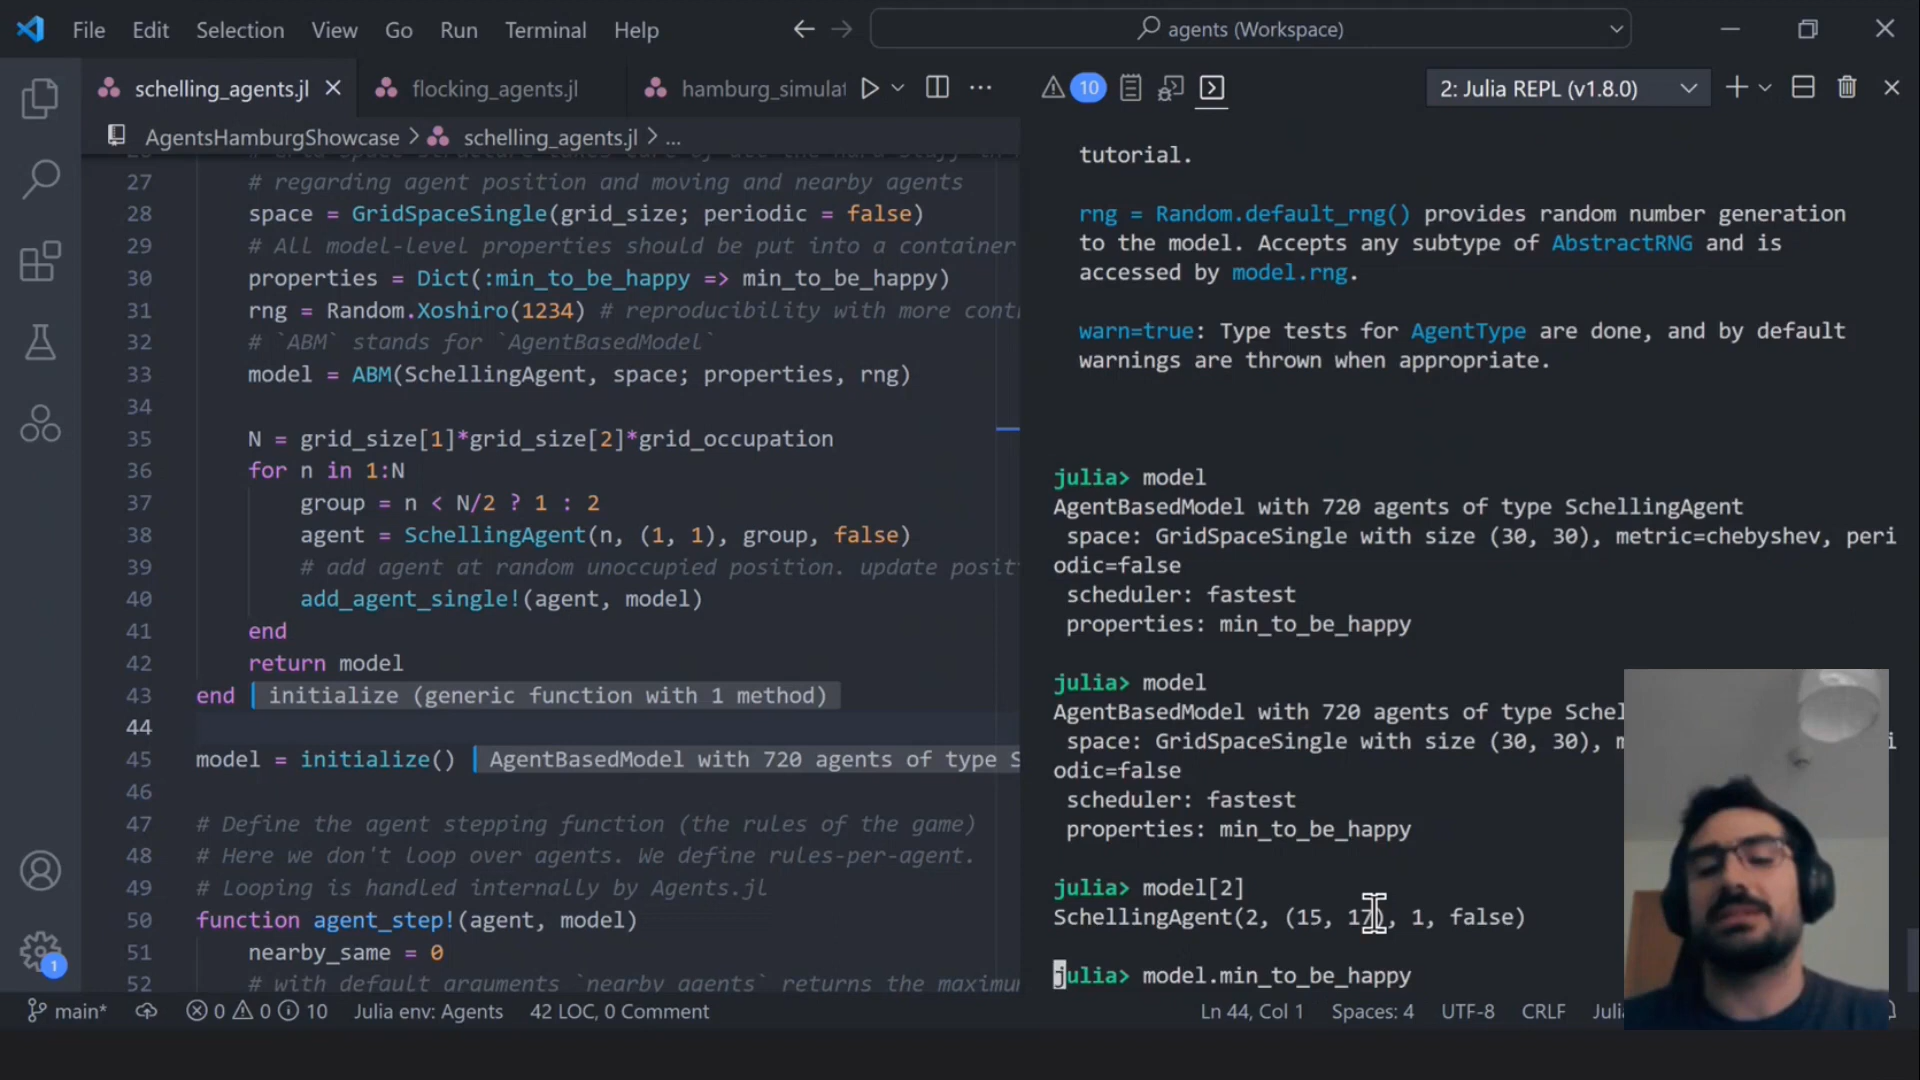 File Edit Selection View Go Run Terminal Help
agents (Workspace)
schelling_agents.jl
flocking_agents.jl
hamburg_simulat
10
2: Julia REPL (v1.8.0)
AgentsHamburgShowcase > schelling_agents.jl > ...
27 # regarding agent position and moving and nearby agents
28 space = GridSpaceSingle(grid_size; periodic = false)
29 # All model-level properties should be put into a container
30 properties = Dict(:min_to_be_happy => min_to_be_happy)
31 rng = Random.Xoshiro(1234) # reproducibility with more cont
32 # `ABM` stands for `AgentBasedModel`
33 model = ABM(SchellingAgent, space; properties, rng)
34
35 N = grid_size[1]*grid_size[2]*grid_occupation
36 for n in 1:N
37 group = n < N/2 ? 1 : 2
38 agent = SchellingAgent(n, (1, 1), group, false)
39 # add agent at random unoccupied position. update posit
40 add_agent_single!(agent, model)
41 end
42 return model
43 end initialize (generic function with 1 method)
44
45 model = initialize() AgentBasedModel with 720 agents of type S
46
47 # Define the agent stepping function (the rules of the game)
48 # Here we don't loop over agents. We define rules-per-agent.
49 # Looping is handled internally by Agents.jl
50 function agent_step!(agent, model)
51 nearby_same = 0
52 # with default arguments `nearby_agents` returns the maximum
tutorial.
rng = Random.default_rng() provides random number generation
to the model. Accepts any subtype of AbstractRNG and is
accessed by model.rng.
warn=true: Type tests for AgentType are done, and by default
warnings are thrown when appropriate.
julia> model
AgentBasedModel with 720 agents of type SchellingAgent
space: GridSpaceSingle with size (30, 30), metric=chebyshev, peri
odic=false
scheduler: fastest
properties: min_to_be_happy
julia> model
AgentBasedModel with 720 agents of type Schel
space: GridSpaceSingle with size (30, 30), m i
odic=false
scheduler: fastest
properties: min_to_be_happy
julia> model[2]
SchellingAgent(2, (15, 17), 1, false)
julia> model.min_to_be_happy
1
main* 0 0 10 Julia env: Agents 42 LOC, 0 Comment
Ln 44, Col 1 Spaces: 4 UTF-8 CRLF Juli